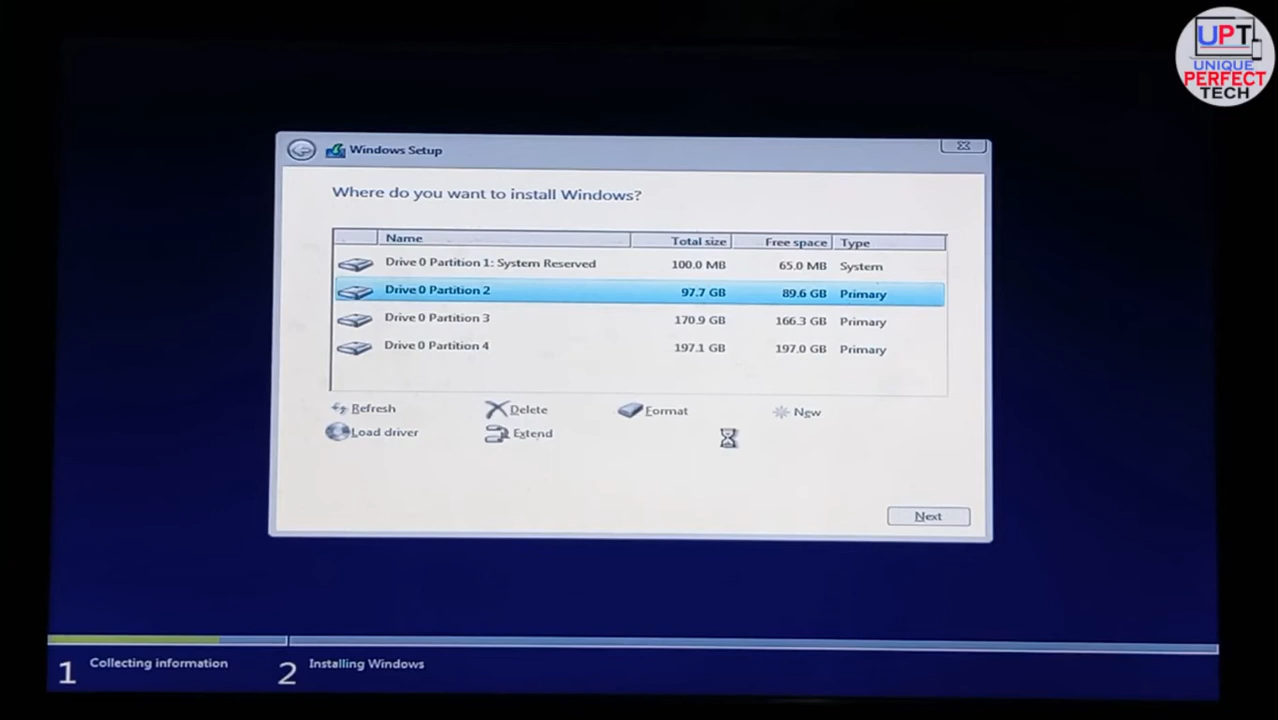 UPT
UNIQUE
PERFECT
TECH
Windows Setup
Where do you want to install Windows?
Name Total size Free space Type
Drive 0 Partition 1: System Reserved 100.0 MB 65.0 MB System
Drive 0 Partition 2 97.7 GB 89.6 GB Primary
Drive 0 Partition 3 170.9 GB 166.3 GB Primary
Drive 0 Partition 4 197.1 GB 197.0 GB Primary
Refresh Delete Format New
Load driver Extend
Next
1 Collecting information 2 Installing Windows